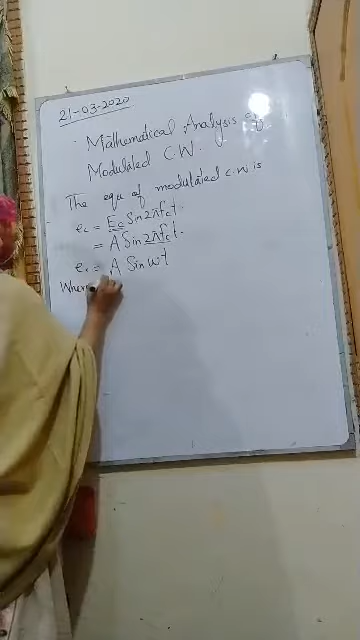 21-03-2020
Mathematical Analysis of
Modulated C.W.
The equ of modulated C.W is
ec = Ec Sin 2πfct.
= A Sin 2πfct.
ec = A Sin wt
Where